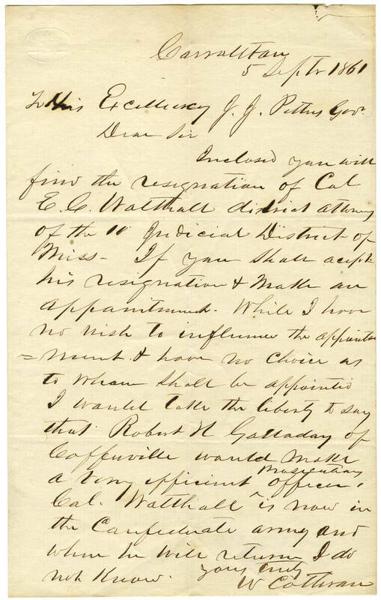 Carrollton
5 Septr 1861
To His Excellency J. J. Pettus Gov.
Dear Sir
Inclosed you will
find the resignation of Col
E. C. Walthall district attorney
of the 10 Judicial District of
Miss - If you shall acept
his resignation & make an
appointment. While I have
no wish to influence the appoint
= ment & have no choice as
to whom shall be appointed
I would take the liberty to say
that Robert H Golladay of
Coffeeville would make
a very efficient Prosecuting Officer.
Col. Walthall is now in
the Confederate army and
when he will return I do
not know. yours truly
W Cothran